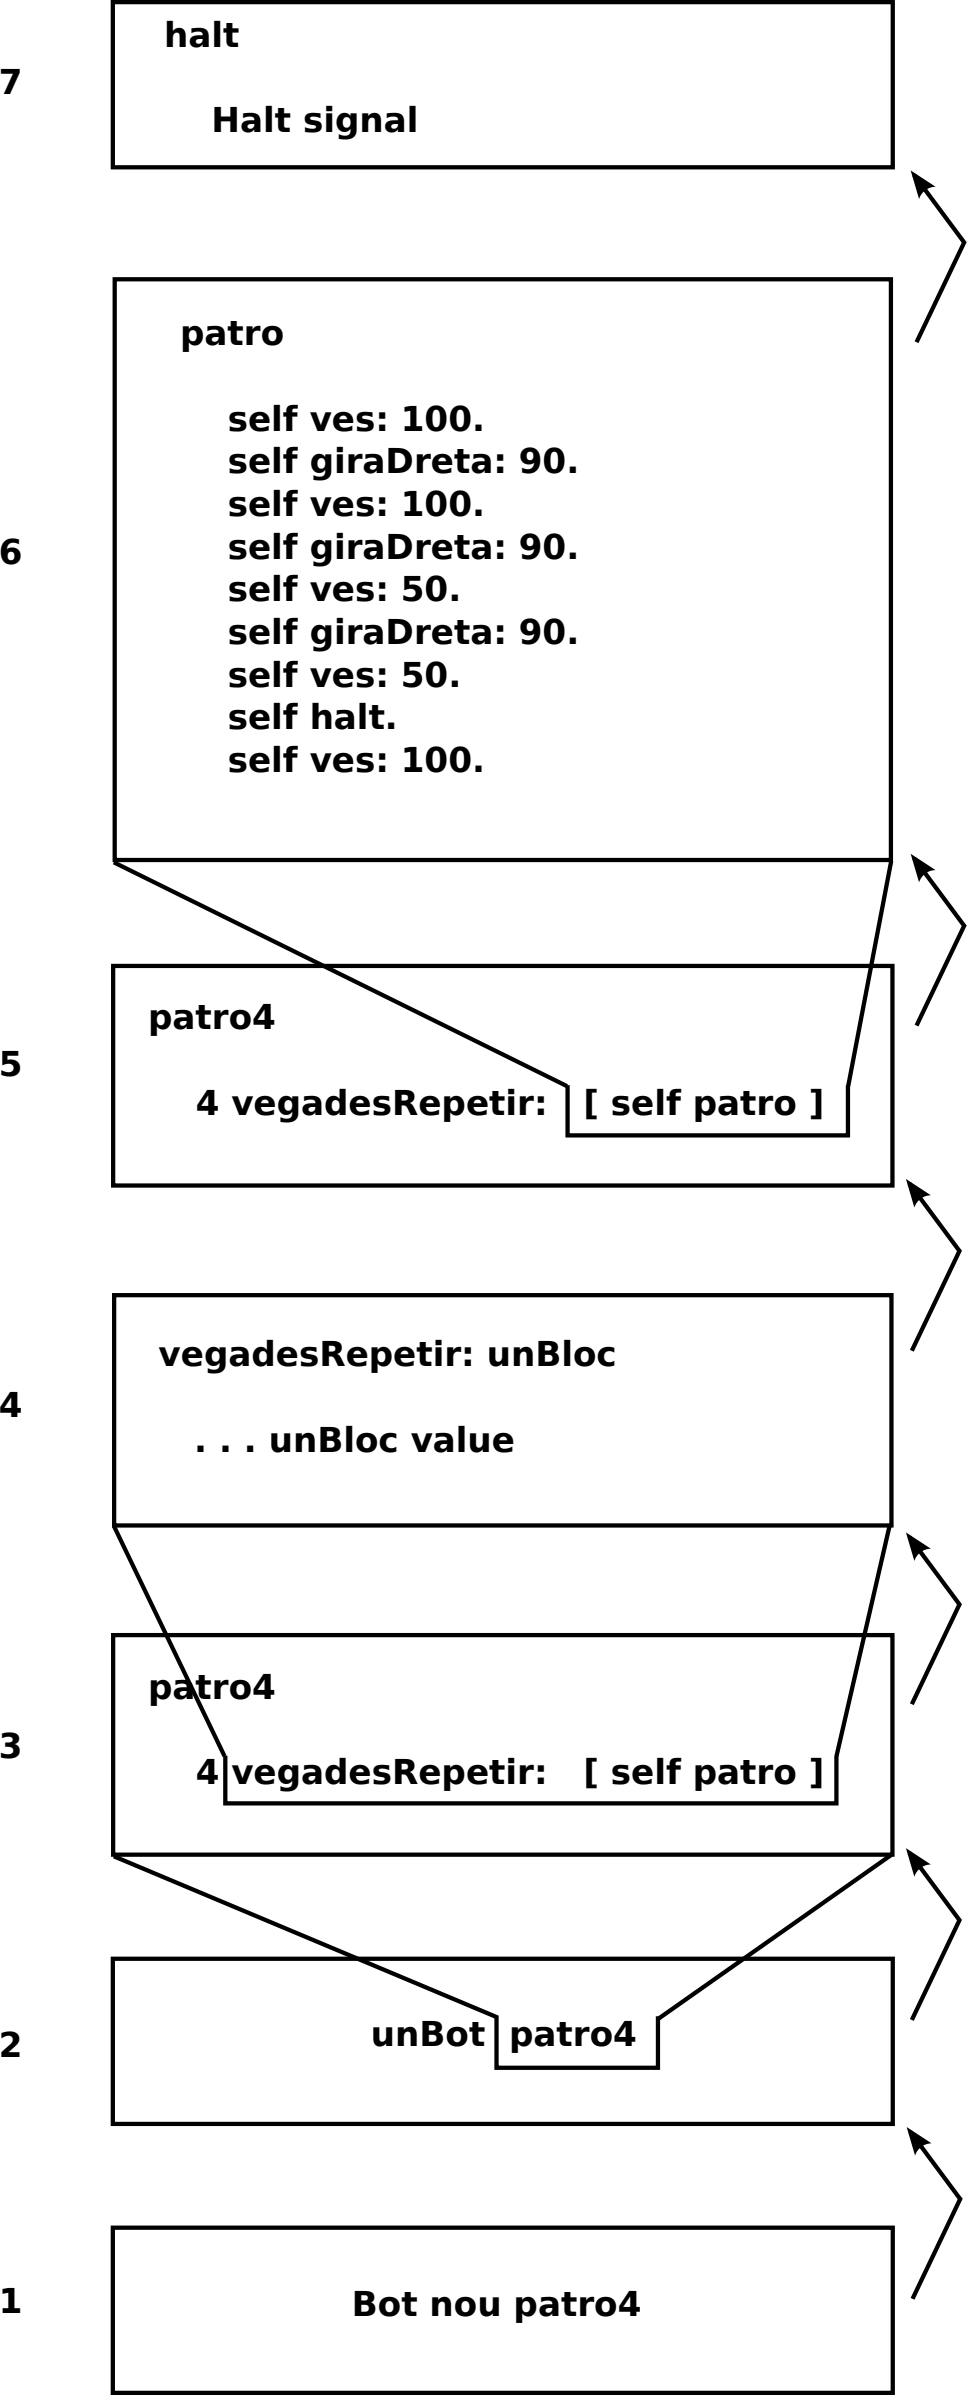 halt
7
Halt signal
patro
self ves: 100.
self giraDreta: 90.
self ves: 100.
self giraDreta: 90.
6
self ves: 50.
self giraDreta: 90.
self ves: 50.
self halt.
self ves: 100.
patro4
5
4 vegadesRepetir: [ self patro ]
vegadesRepetir: unBloc
4
. . . unBloc value
patro4
3
4 vegadesRepetir: [ self patro ]
2
unBot patro4
1
Bot nou patro4